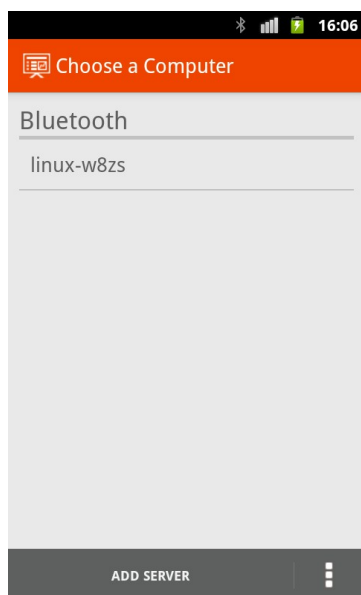 16:06
Choose a Computer
Bluetooth
linux-w8zs
ADD SERVER